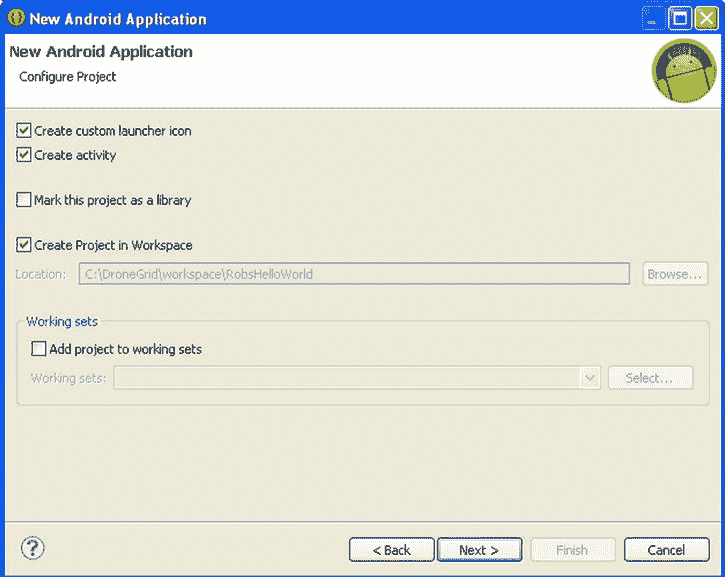 New Android Application
New Android Application
Configure Project
Create custom launcher icon
Create activity
Mark this project as a library
Create Project in Workspace
Location: C:\DroneGrid\workspace\RobsHelloWorld Browse...
Working sets
Add project to working sets
Working sets: Select...
? < Back Next > Finish Cancel